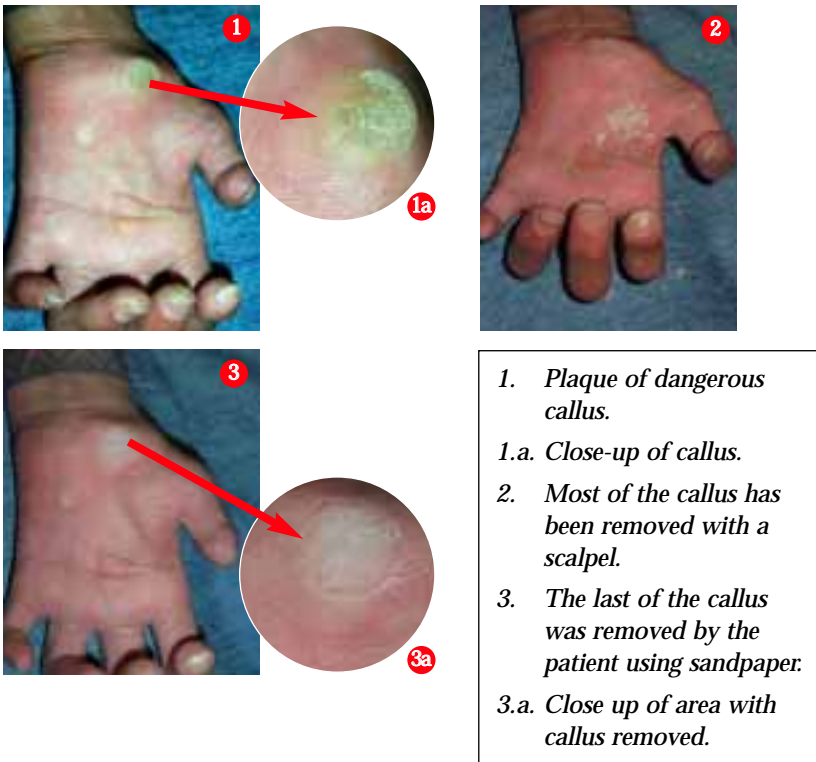 1
1a
2
3
3a
1. Plaque of dangerous
callus.
1.a. Close-up of callus.
2. Most of the callus has
been removed with a
scalpel.
3. The last of the callus
was removed by the
patient using sandpaper.
3.a. Close up of area with
callus removed.